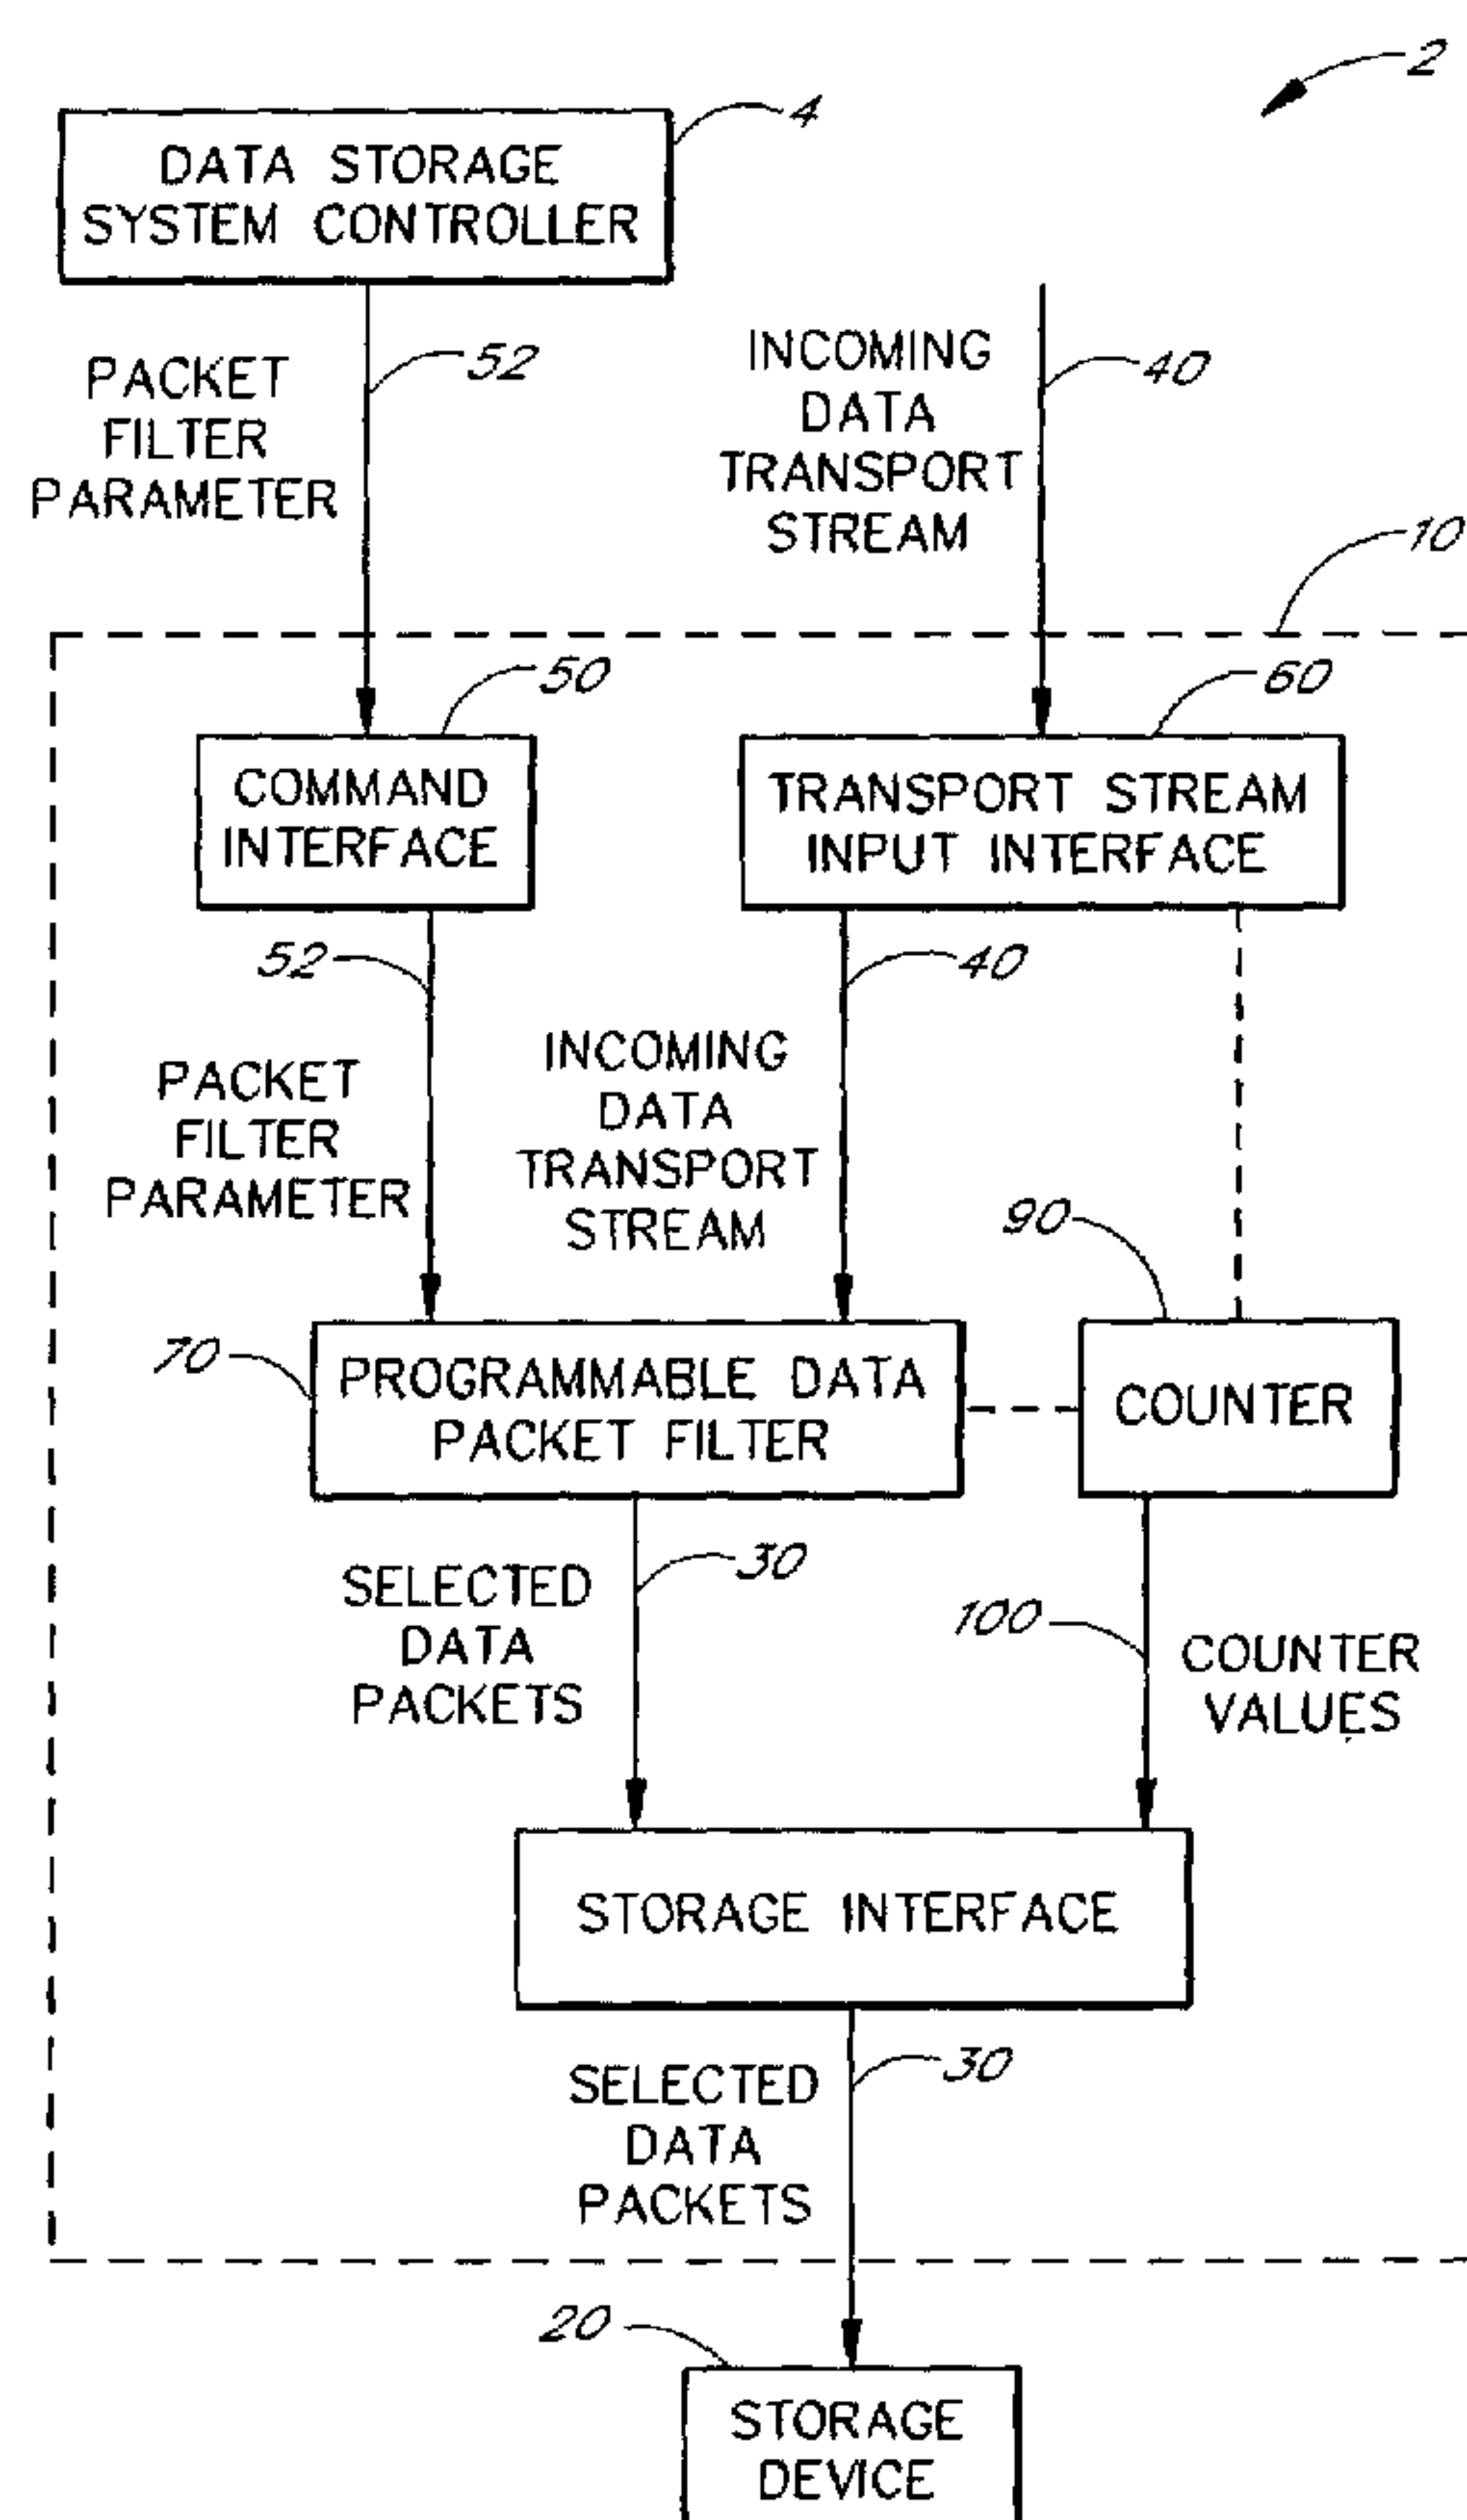 2
4
DATA STORAGE
SYSTEM CONTROLLER
PACKET
FILTER
PARAMETER
52
INCOMING
DATA
TRANSPORT
STREAM
40
10
50
60
COMMAND
INTERFACE
TRANSPORT STREAM
INPUT INTERFACE
52
40
PACKET
FILTER
PARAMETER
INCOMING
DATA
TRANSPORT
STREAM
90
70
PROGRAMMABLE DATA
PACKET FILTER
COUNTER
SELECTED
DATA
PACKETS
30
100
COUNTER
VALUES
STORAGE INTERFACE
SELECTED
DATA
PACKETS
30
20
STORAGE
DEVICE